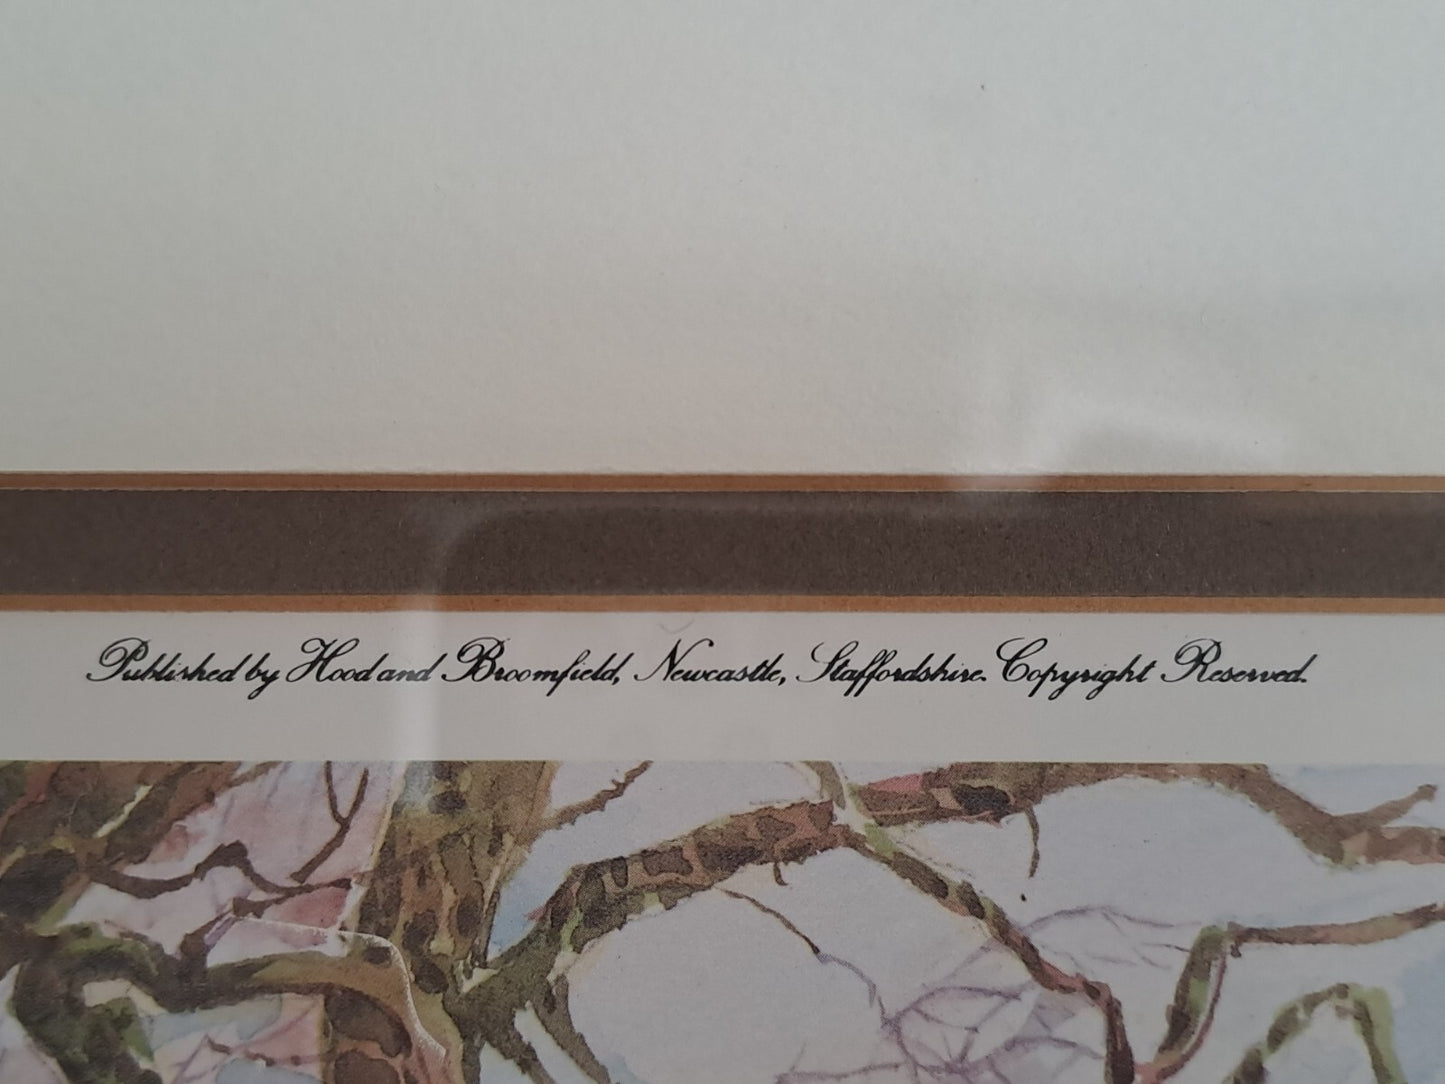 Published by Hood and Broomfield, Newcastle, Staffordshire. Copyright Reserved.